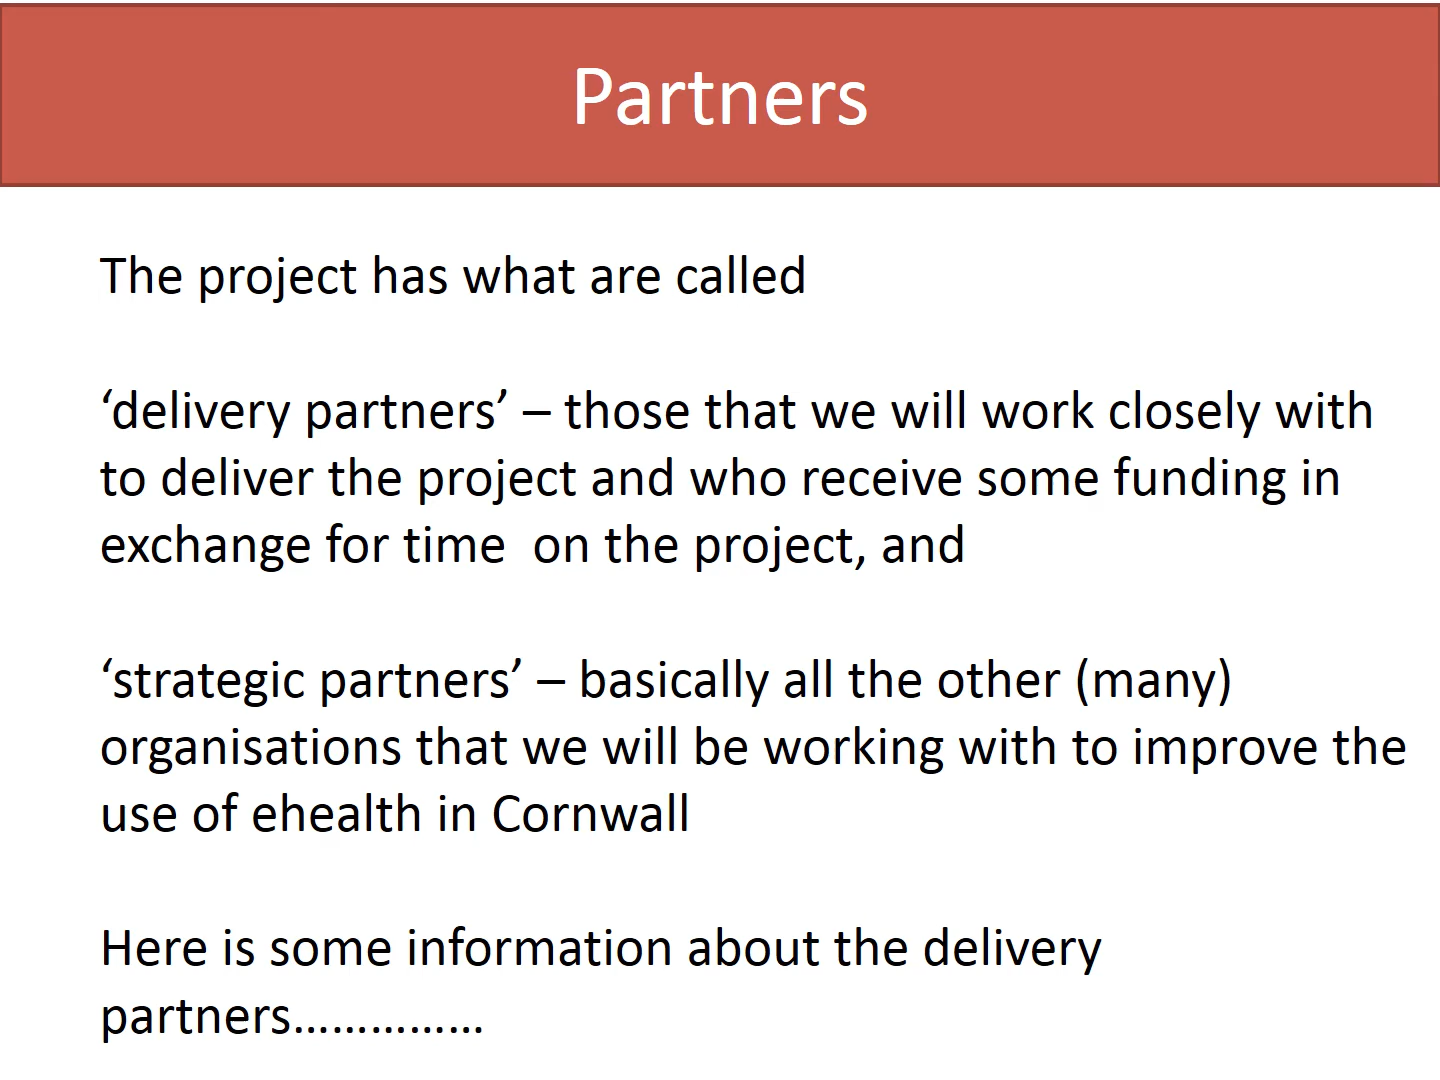 Partners
The project has what are called
‘delivery partners’ – those that we will work closely with
to deliver the project and who receive some funding in
exchange for time  on the project, and
‘strategic partners’ – basically all the other (many)
organisations that we will be working with to improve the
use of ehealth in Cornwall
Here is some information about the delivery
partners……………